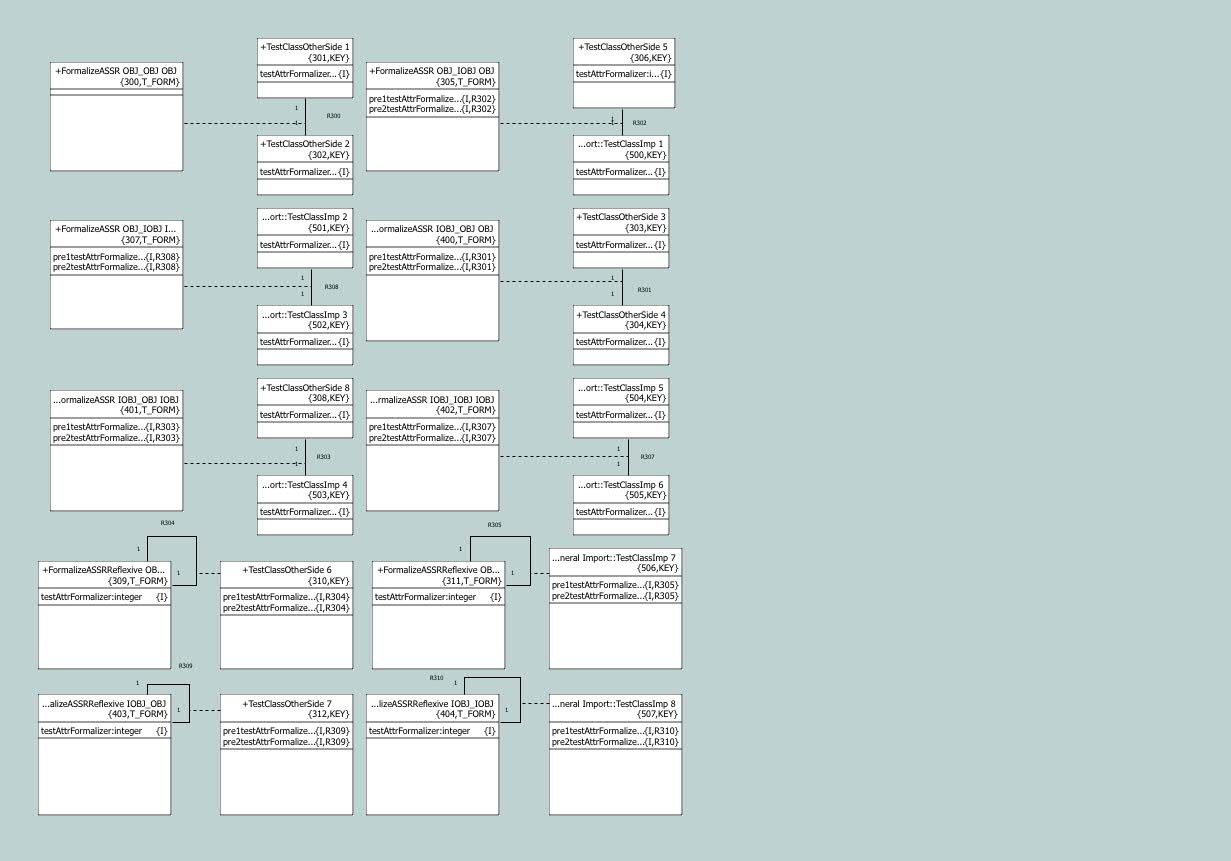 +FormalizeASSR OBJ_OBJ OBJ
{300,T_FORM}
+TestClassOtherSide 1
{301,KEY}
testAttrFormalizer... {I}
1
1
R300
+TestClassOtherSide 2
{302,KEY}
testAttrFormalizer... {I}
+FormalizeASSR OBJ_IOBJ OBJ
{305,T_FORM}
pre1testAttrFormalize...{I,R302}
pre2testAttrFormalize...{I,R302}
+TestClassOtherSide 5
{306,KEY}
testAttrFormalizer:i...{I}
1
1
R302
...ort::TestClassImp 1
{500,KEY}
testAttrFormalizer... {I}
+FormalizeASSR OBJ_IOBJ I...
{307,T_FORM}
pre1testAttrFormalize...{I,R308}
pre2testAttrFormalize...{I,R308}
...ort::TestClassImp 2
{501,KEY}
testAttrFormalizer... {I}
1
1
R308
...ort::TestClassImp 3
{502,KEY}
testAttrFormalizer... {I}
...ormalizeASSR IOBJ_OBJ OBJ
{400,T_FORM}
pre1testAttrFormalize...{I,R301}
pre2testAttrFormalize...{I,R301}
+TestClassOtherSide 3
{303,KEY}
testAttrFormalizer... {I}
1
1
R301
+TestClassOtherSide 4
{304,KEY}
testAttrFormalizer... {I}
...ormalizeASSR IOBJ_OBJ IOBJ
{401,T_FORM}
pre1testAttrFormalize...{I,R303}
pre2testAttrFormalize...{I,R303}
+TestClassOtherSide 8
{308,KEY}
testAttrFormalizer... {I}
1
1
R303
...ort::TestClassImp 4
{503,KEY}
testAttrFormalizer... {I}
...rmalizeASSR IOBJ_IOBJ IOBJ
{402,T_FORM}
pre1testAttrFormalize...{I,R307}
pre2testAttrFormalize...{I,R307}
...ort::TestClassImp 5
{504,KEY}
testAttrFormalizer... {I}
1
1
R307
...ort::TestClassImp 6
{505,KEY}
testAttrFormalizer... {I}
R304
1
1
+FormalizeASSRReflexive OB...
{309,T_FORM}
testAttrFormalizer:integer {I}
+TestClassOtherSide 6
{310,KEY}
pre1testAttrFormalize...{I,R304}
pre2testAttrFormalize...{I,R304}
R305
1
1
+FormalizeASSRReflexive OB...
{311,T_FORM}
testAttrFormalizer:integer {I}
...neral Import::TestClassImp 7
{506,KEY}
pre1testAttrFormalize...{I,R305}
pre2testAttrFormalize...{I,R305}
R309
1
1
...alizeASSRReflexive IOBJ_OBJ
{403,T_FORM}
testAttrFormalizer:integer {I}
+TestClassOtherSide 7
{312,KEY}
pre1testAttrFormalize...{I,R309}
pre2testAttrFormalize...{I,R309}
R310
1
1
...lizeASSRReflexive IOBJ_IOBJ
{404,T_FORM}
testAttrFormalizer:integer {I}
...neral Import::TestClassImp 8
{507,KEY}
pre1testAttrFormalize...{I,R310}
pre2testAttrFormalize...{I,R310}